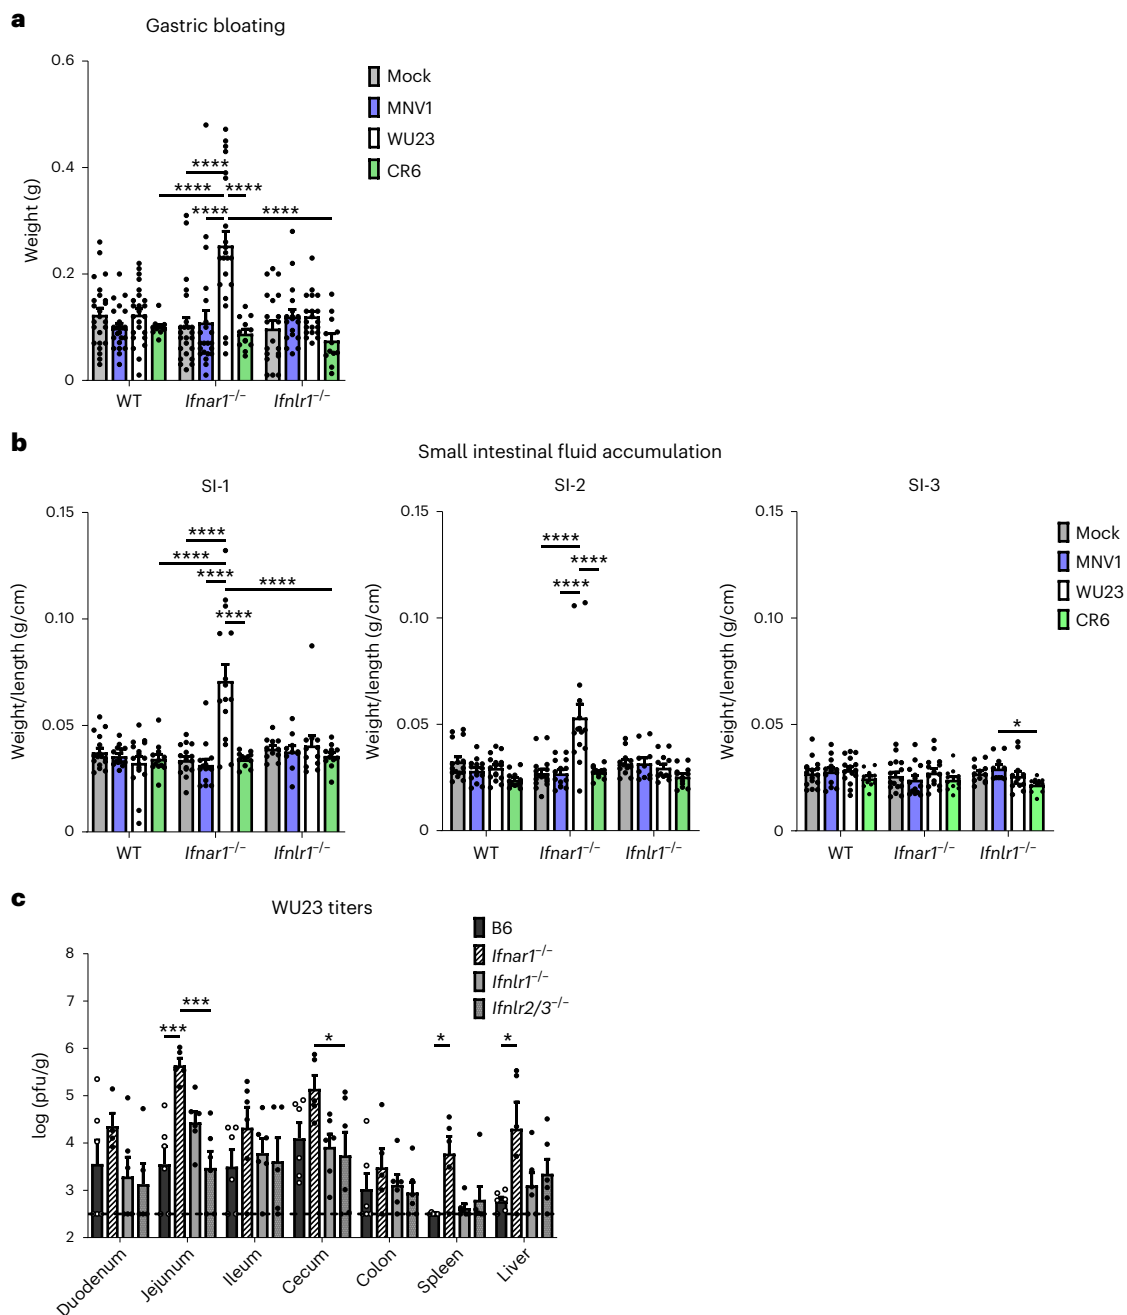 a
Gastric bloating
0.6
0.4
0.2
0
Weight (g)
Mock
MNV1
WU23
CR6
****
**** ****
**** ****
WT Ifnar1−/− Ifnlr1−/−
b
Small intestinal fluid accumulation
SI-1
0.15
0.10
0.05
0
Weight/length (g/cm)
****
****
**** ****
****
WT Ifnar1−/− Ifnlr1−/−
SI-2
0.15
0.10
0.05
0
Weight/length (g/cm)
****
****
****
WT Ifnar1−/− Ifnlr1−/−
SI-3
0.15
0.10
0.05
0
Weight/length (g/cm)
*
WT Ifnar1−/− Ifnlr1−/−
Mock
MNV1
WU23
CR6
c
WU23 titers
B6
Ifnar1−/−
Ifnlr1−/−
Ifnlr2/3−/−
8
7
6
5
4
3
2
log (pfu/g)
***
***
* * *
Duodenum Jejunum Ileum Cecum Colon Spleen Liver